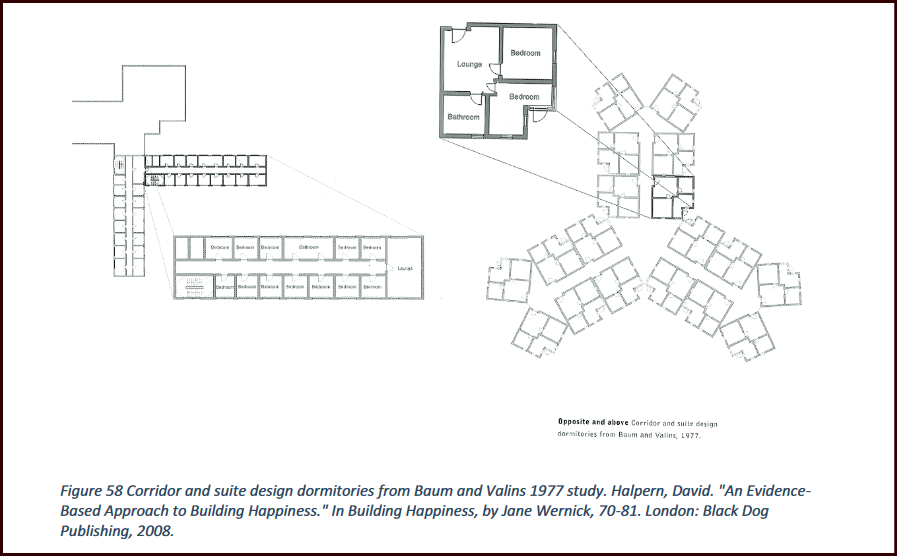 Lounge
Bedroom
Bedroom
Bathroom
Bedroom Bedroom Bedroom Bathroom Bedroom Bedroom
Lounge
Bedroom Bedroom Bedroom Bedroom Bedroom Bedroom Bedroom
Opposite and above Corridor and suite design
dormitories from Baum and Valins, 1977.
Figure 58 Corridor and suite design dormitories from Baum and Valins 1977 study. Halpern, David. "An Evidence-
Based Approach to Building Happiness." In Building Happiness, by Jane Wernick, 70-81. London: Black Dog
Publishing, 2008.